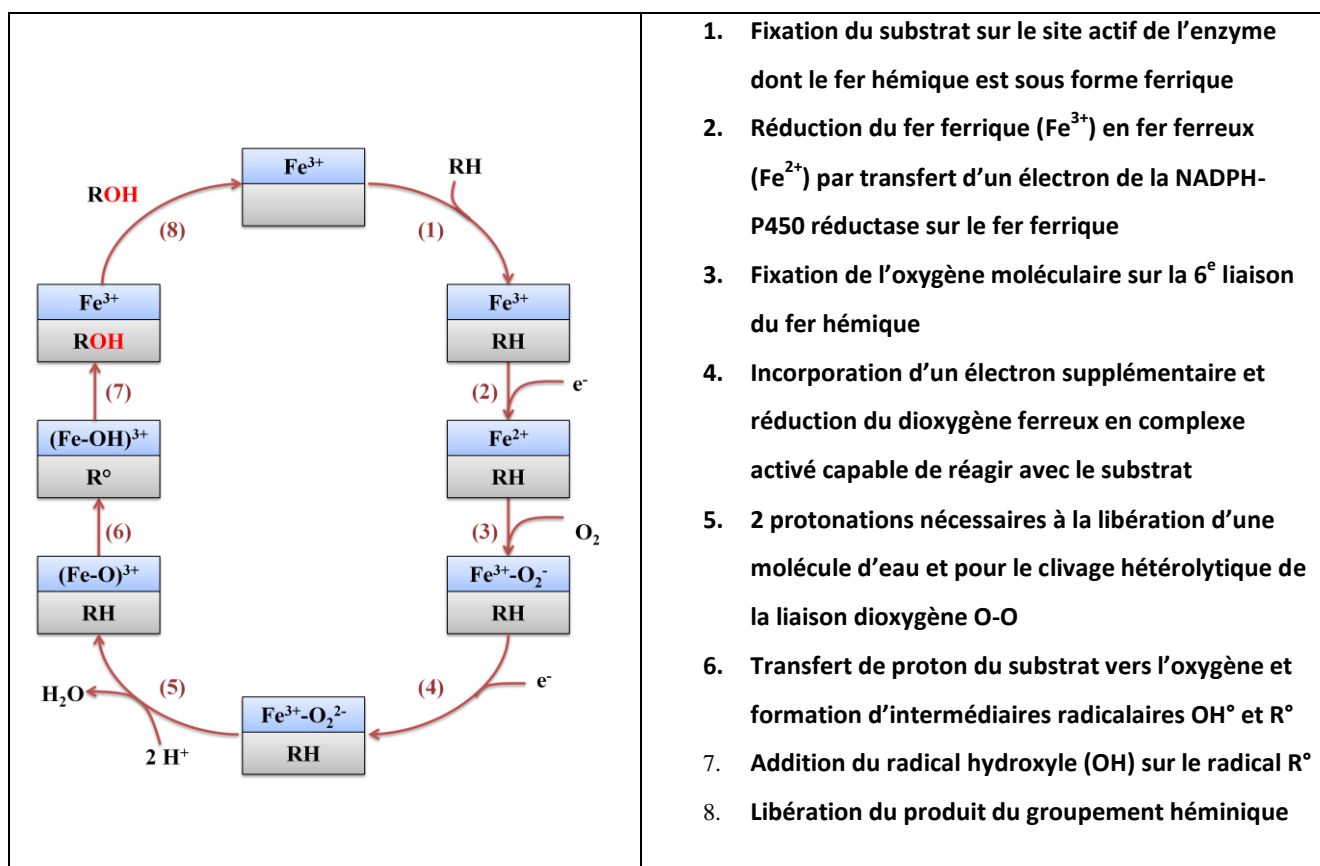 Fe³⁺
RH
ROH
(8)
(1)
Fe³⁺
ROH
Fe³⁺
RH
(7)
(2)
e⁻
(Fe-OH)³⁺
R°
Fe²⁺
RH
(6)
(3)
O₂
(Fe-O)³⁺
RH
Fe³⁺-O₂⁻
RH
H₂O
(5)
(4)
e⁻
2 H⁺
Fe³⁺-O₂²⁻
RH
1. Fixation du substrat sur le site actif de l’enzyme
dont le fer hémique est sous forme ferrique
2. Réduction du fer ferrique (Fe³⁺) en fer ferreux
(Fe²⁺) par transfert d’un électron de la NADPH-
P450 réductase sur le fer ferrique
3. Fixation de l’oxygène moléculaire sur la 6ᵉ liaison
du fer hémique
4. Incorporation d’un électron supplémentaire et
réduction du dioxygène ferreux en complexe
activé capable de réagir avec le substrat
5. 2 protonations nécessaires à la libération d’une
molécule d’eau et pour le clivage hétérolytique de
la liaison dioxygène O-O
6. Transfert de proton du substrat vers l’oxygène et
formation d’intermédiaires radicalaires OH° et R°
7. Addition du radical hydroxyle (OH) sur le radical R°
8. Libération du produit du groupement héminique